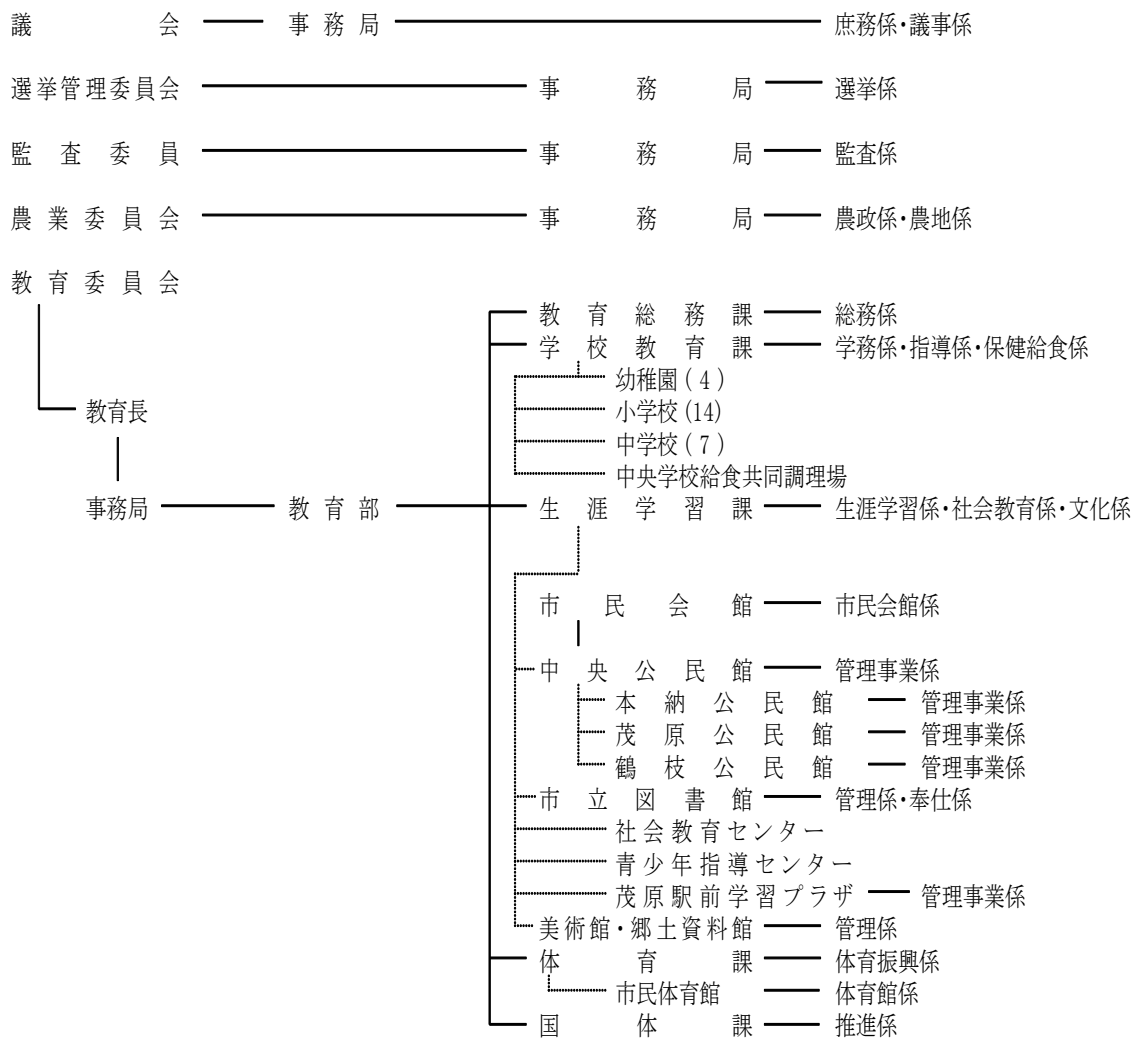 議会 事務局 庶務係・議事係
選挙管理委員会 事務局 選挙係
監査委員 事務局 監査係
農業委員会 事務局 農政係・農地係
教育委員会
教育総務課 総務係
学校教育課 学務係・指導係・保健給食係
幼稚園(4)
教育長 小学校(14)
中学校(7)
中央学校給食共同調理場
事務局 教育部 生涯学習課 生涯学習係・社会教育係・文化係
市民会館 市民会館係
中央公民館 管理事業係
本納公民館 管理事業係
茂原公民館 管理事業係
鶴枝公民館 管理事業係
市立図書館 管理係・奉仕係
社会教育センター
青少年指導センター
茂原駅前学習プラザ 管理事業係
美術館・郷土資料館 管理係
体育課 体育振興係
市民体育館 体育館係
国体課 推進係